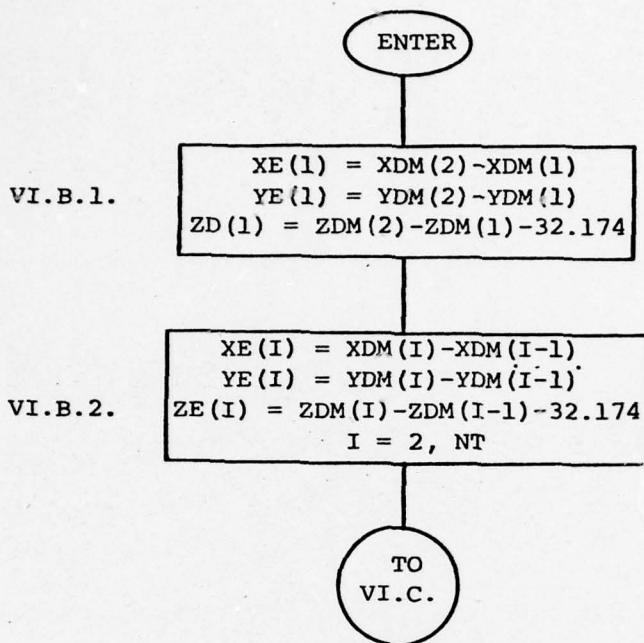 ENTER
VI.B.1.
XE(1) = XDM(2)-XDM(1)
YE(1) = YDM(2)-YDM(1)
ZD(1) = ZDM(2)-ZDM(1)-32.174
VI.B.2.
XE(I) = XDM(I)-XDM(I-1)
YE(I) = YDM(I)-YDM(I-1)
ZE(I) = ZDM(I)-ZDM(I-1)-32.174
I = 2, NT
TO
VI.C.